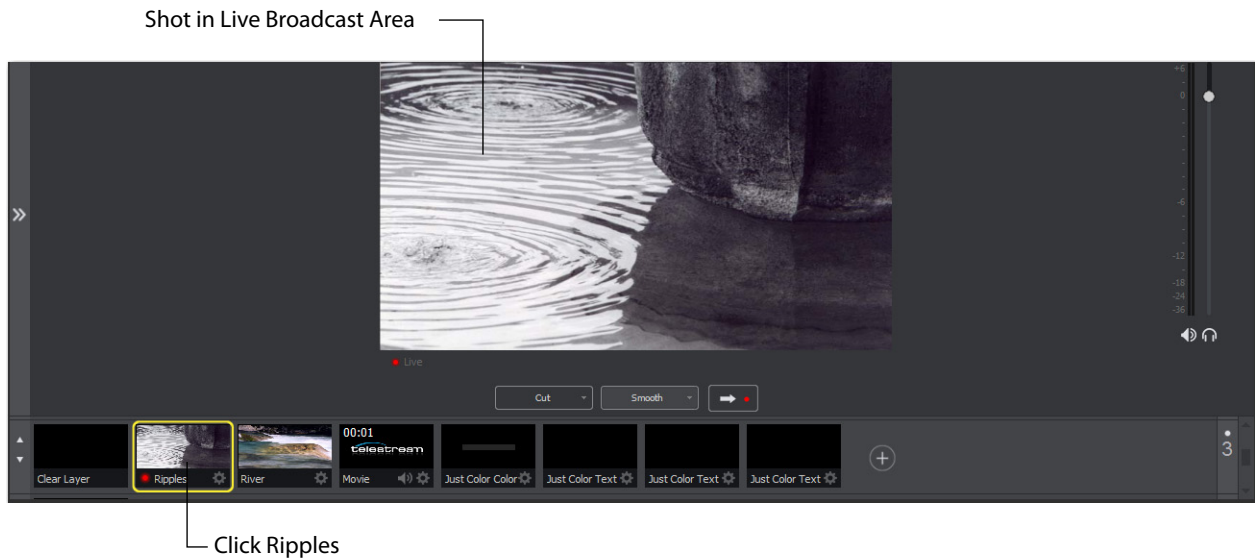 Shot in Live Broadcast Area
+6
0
-6
-12
-18
-24
-36
Live
Cut
Smooth
00:01
telestream
3
Clear Layer
Ripples
River
Movie
Just Color Color
Just Color Text
Just Color Text
Just Color Text
Click Ripples